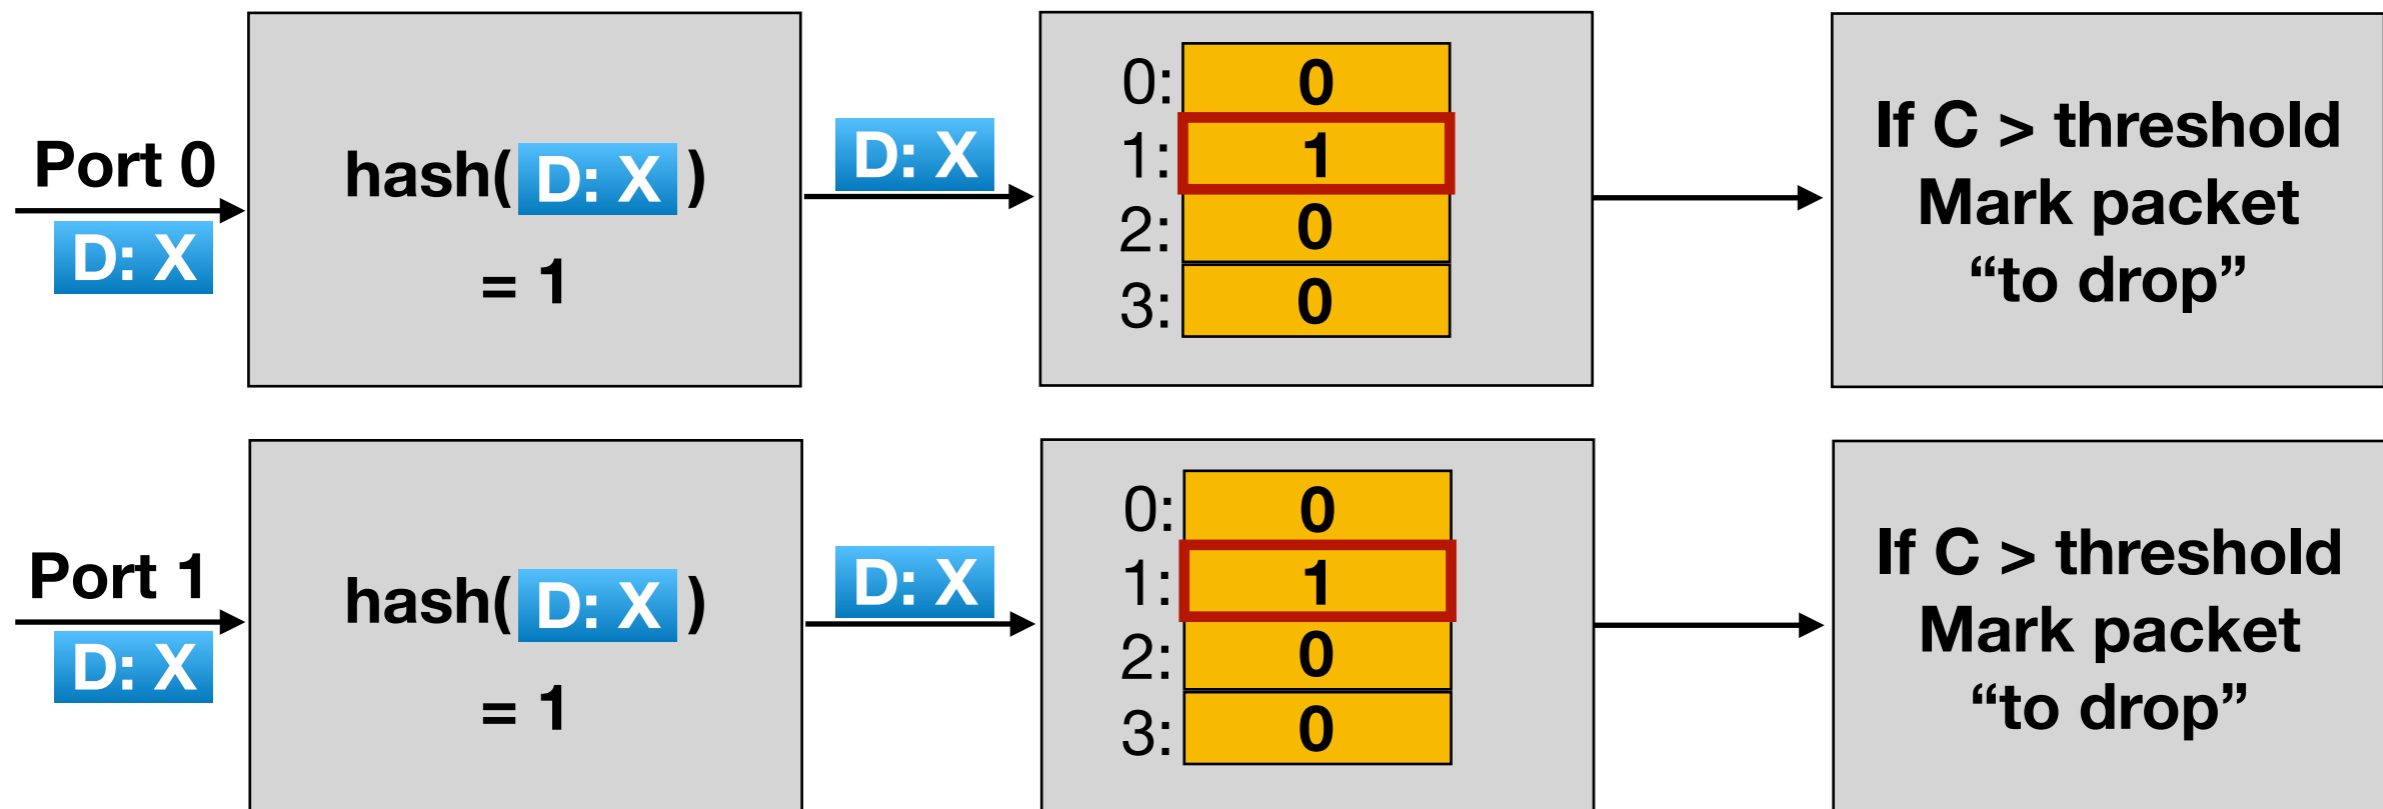 Port 0
D: X
hash( D: X )
= 1
D: X
0: 0
1: 1
2: 0
3: 0
If C > threshold
Mark packet
“to drop”
Port 1
D: X
hash( D: X )
= 1
D: X
0: 0
1: 1
2: 0
3: 0
If C > threshold
Mark packet
“to drop”